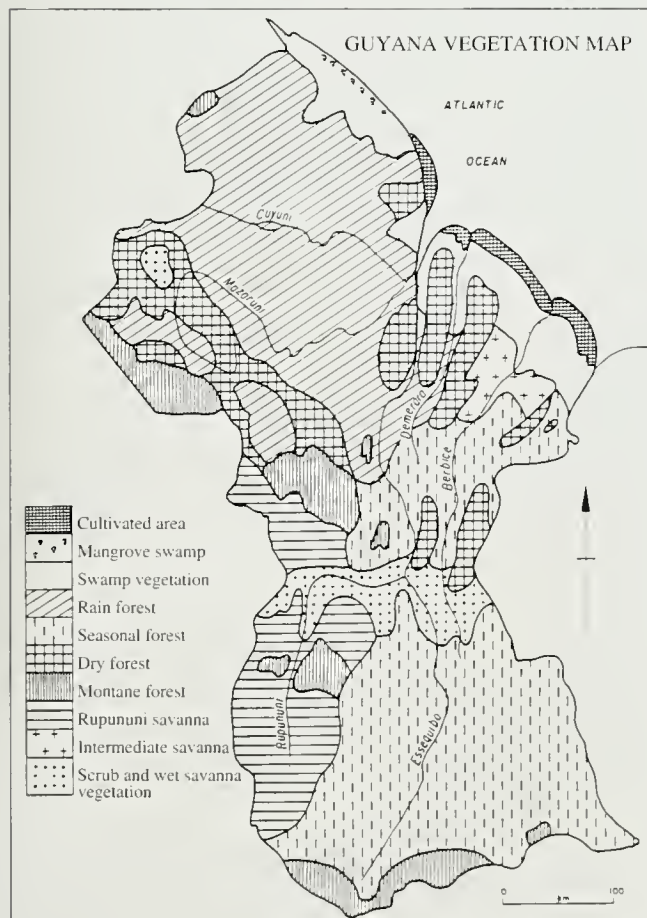 GUYANA VEGETATION MAP
ATLANTIC
OCEAN
Cuyuni
Mazaruni
Demerara
Berbice
Cultivated area
Mangrove swamp
Swamp vegetation
Rain forest
Seasonal forest
Dry forest
Montane forest
Rupununi savanna
Intermediate savanna
Scrub and wet savanna
vegetation
Rupununi
Essequibo
0 100
km